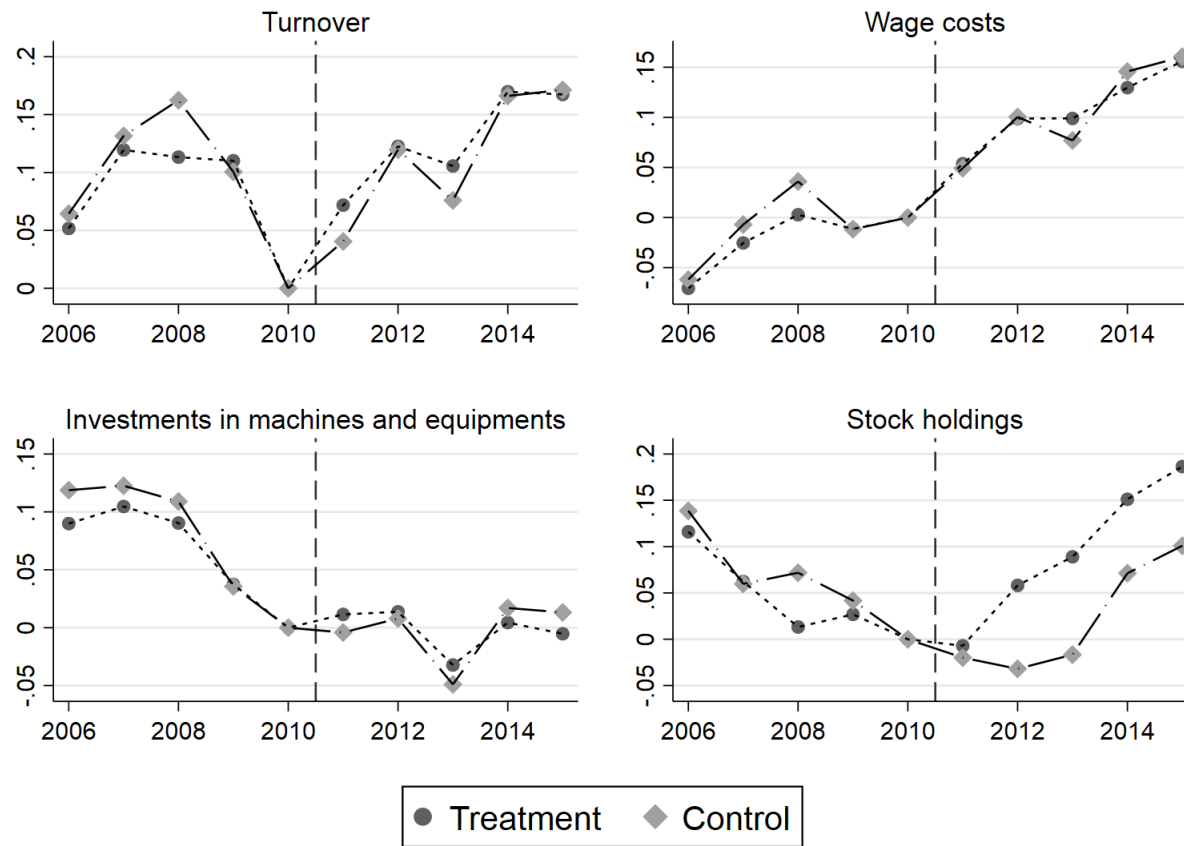 Turnover
.2
.15
.1
.05
0
2006 2008 2010 2012 2014
Wage costs
.15
.1
.05
0
-.05
2006 2008 2010 2012 2014
Investments in machines and equipments
.15
.1
.05
0
-.05
2006 2008 2010 2012 2014
Stock holdings
.2
.15
.1
.05
0
-.05
2006 2008 2010 2012 2014
Treatment Control